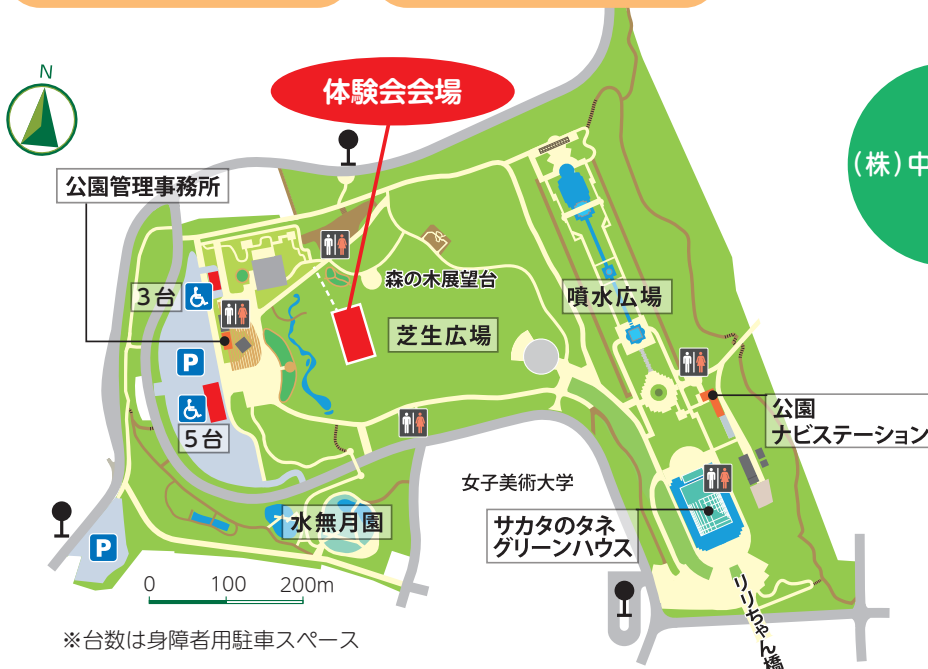 N
体験会会場
(株)中
公園管理事務所
森の木展望台
3台
噴水広場
芝生広場
P
5台
公園
ナビステーション
女子美術大学
水無月園
サカタのタネ
グリーンハウス
P
0 100 200m
リリちゃん橋
※台数は身障者用駐車スペース